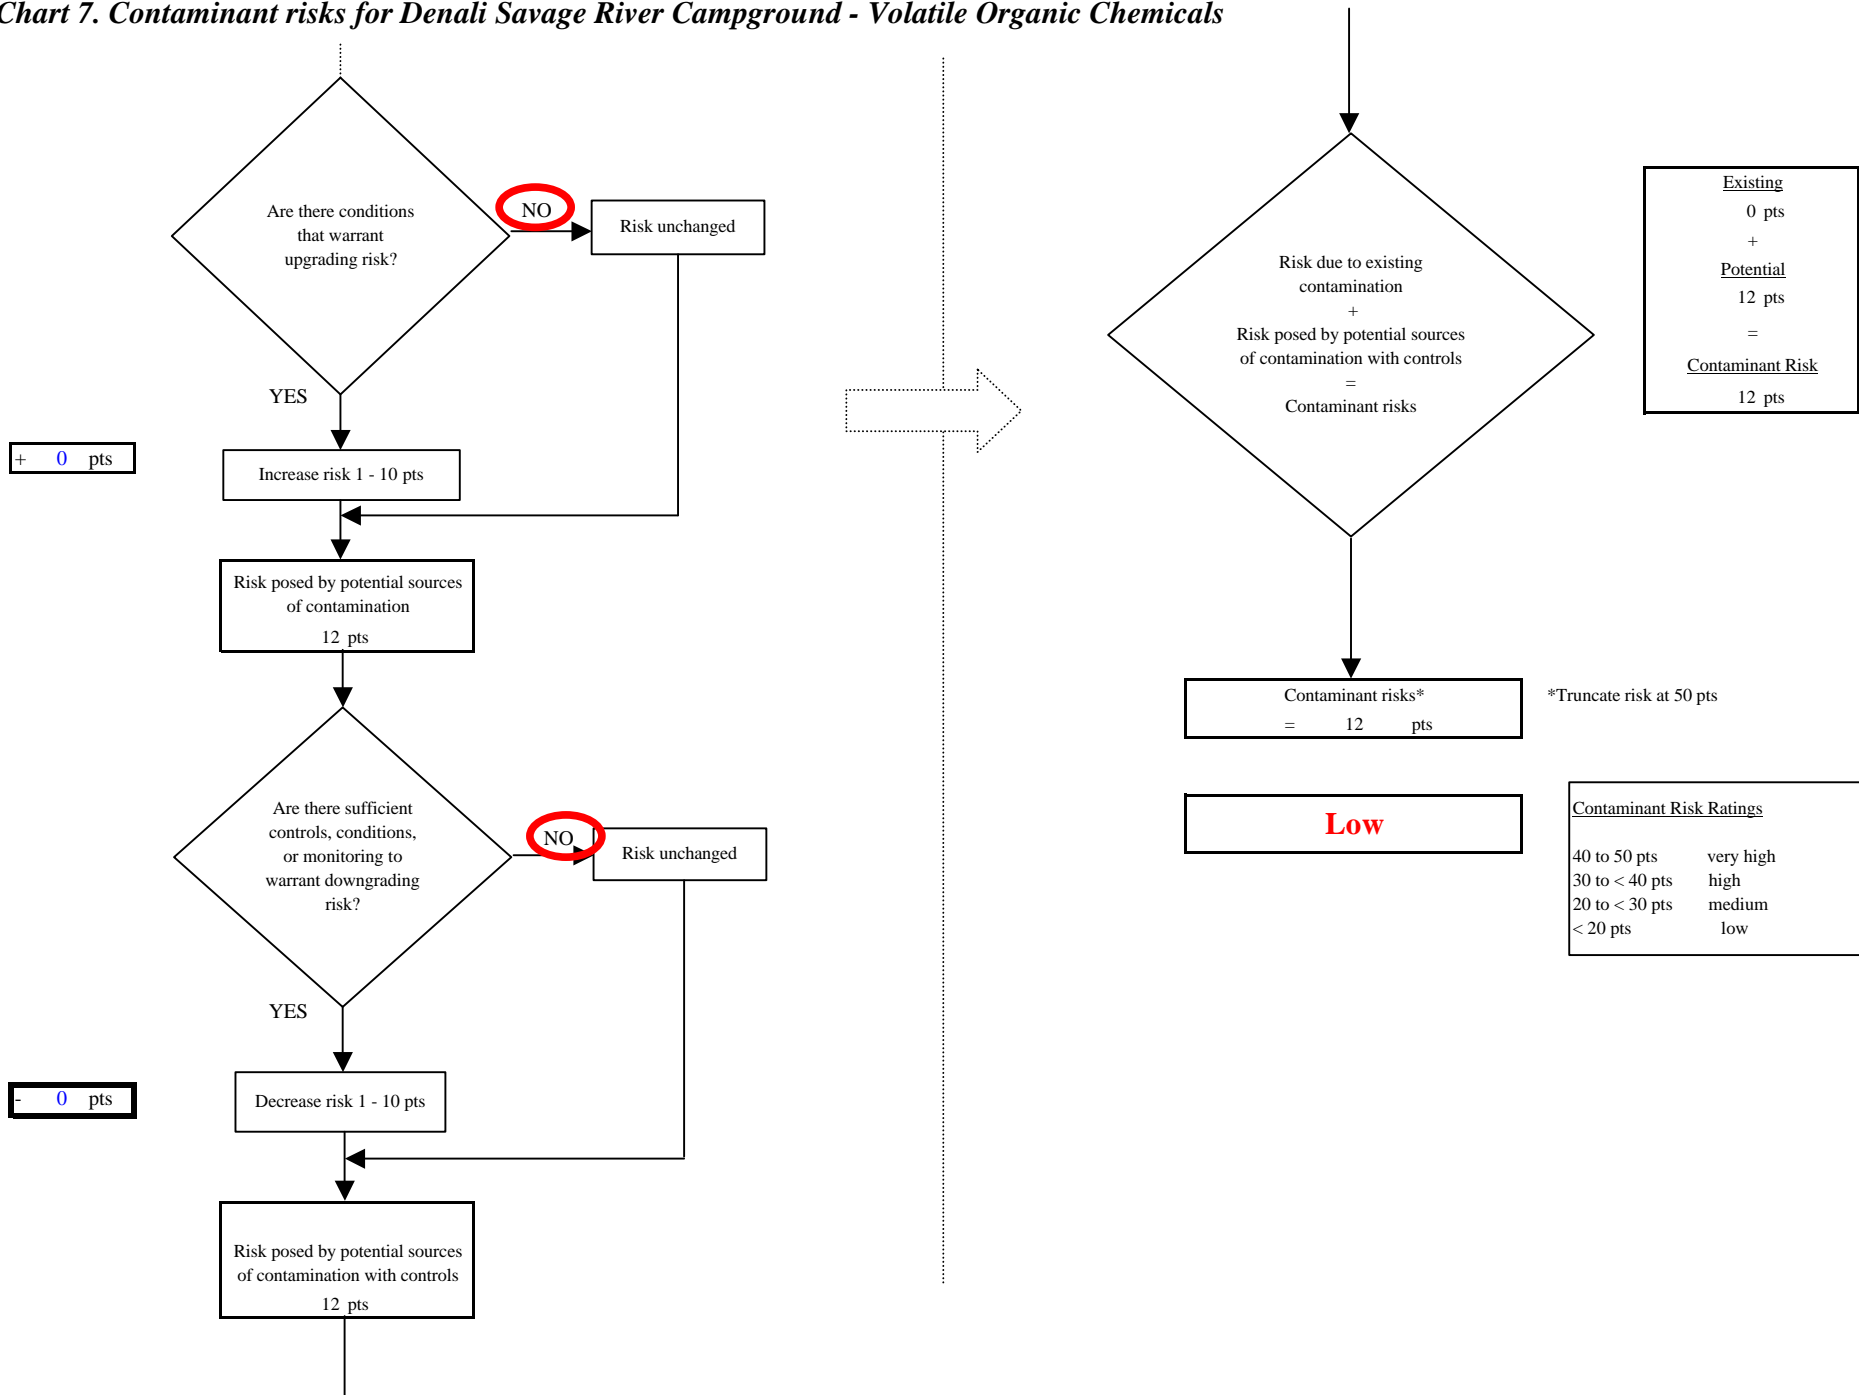 Chart 7. Contaminant risks for Denali Savage River Campground - Volatile Organic Chemicals
Are there conditions
that warrant
upgrading risk?
NO
Risk unchanged
YES
+ 0 pts
Increase risk 1 - 10 pts
Risk posed by potential sources
of contamination
12 pts
Are there sufficient
controls, conditions,
or monitoring to
warrant downgrading
risk?
NO
Risk unchanged
YES
- 0 pts
Decrease risk 1 - 10 pts
Risk posed by potential sources
of contamination with controls
12 pts
Risk due to existing
contamination
+
Risk posed by potential sources
of contamination with controls
=
Contaminant risks
Existing
0 pts
+
Potential
12 pts
=
Contaminant Risk
12 pts
Contaminant risks*
= 12 pts
*Truncate risk at 50 pts
Low
Contaminant Risk Ratings
40 to 50 pts very high
30 to < 40 pts high
20 to < 30 pts medium
< 20 pts low